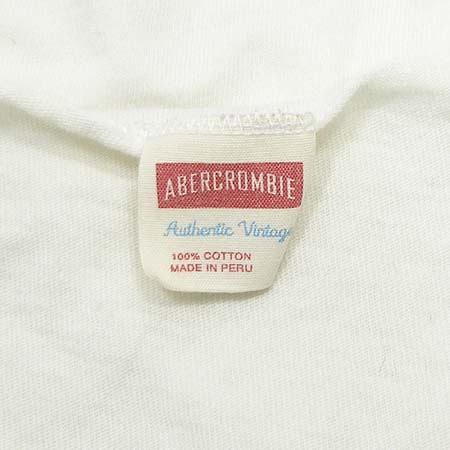 ABERCROMBIE
Authentic Vintage
100% COTTON
MADE IN PERU